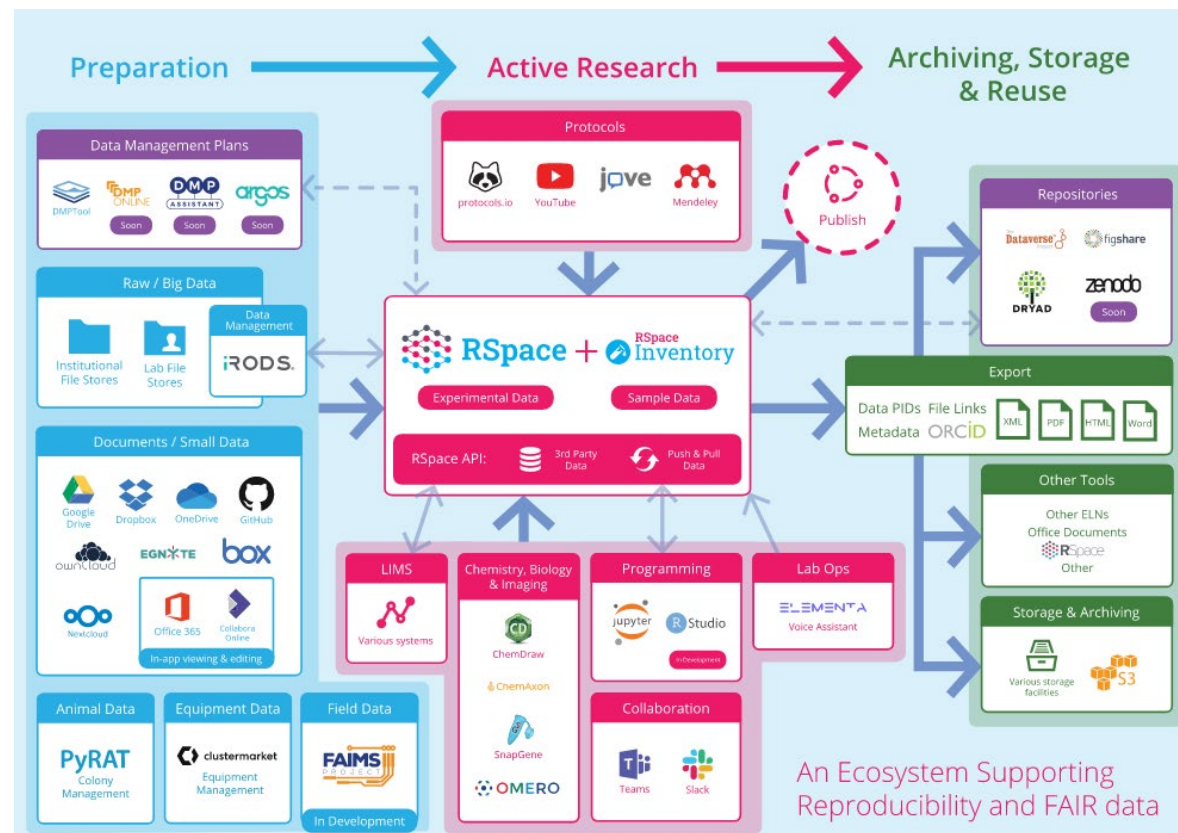 Preparation
Active Research
Archiving, Storage
& Reuse
Data Management Plans
DMPTool
DMP
ONLINE
Soon
DMP
ASSISTANT
Soon
argos
Soon
Raw / Big Data
Institutional
File Stores
Lab File
Stores
Data
Management
iRODS.
Documents / Small Data
Google
Drive
Dropbox
OneDrive
GitHub
ownCloud
EGNYTE
box
Nextcloud
Office 365
Collabora
Online
In-app viewing & editing
Animal Data
PyRAT
Colony
Management
Equipment Data
clustermarket
Equipment
Management
Field Data
FAIMS
PROJECT
In Development
Protocols
protocols.io
YouTube
jove
Mendeley
Publish
RSpace + RSpace
Inventory
Experimental Data
Sample Data
RSpace API:
3rd Party
Data
Push & Pull
Data
LIMS
Various systems
Chemistry, Biology
& Imaging
CD
ChemDraw
ChemAxon
SnapGene
OMERO
Programming
jupyter
R Studio
In Development
Lab Ops
ELEMENTA
Voice Assistant
Collaboration
Teams
Slack
Repositories
Dataverse
figshare
DRYAD
zenodo
Soon
Export
Data PIDs File Links
Metadata ORCID
XML
PDF
HTML
Word
Other Tools
Other ELNs
Office Documents
RSpace
Other
Storage & Archiving
Various storage
facilities
S3
An Ecosystem Supporting
Reproducibility and FAIR data